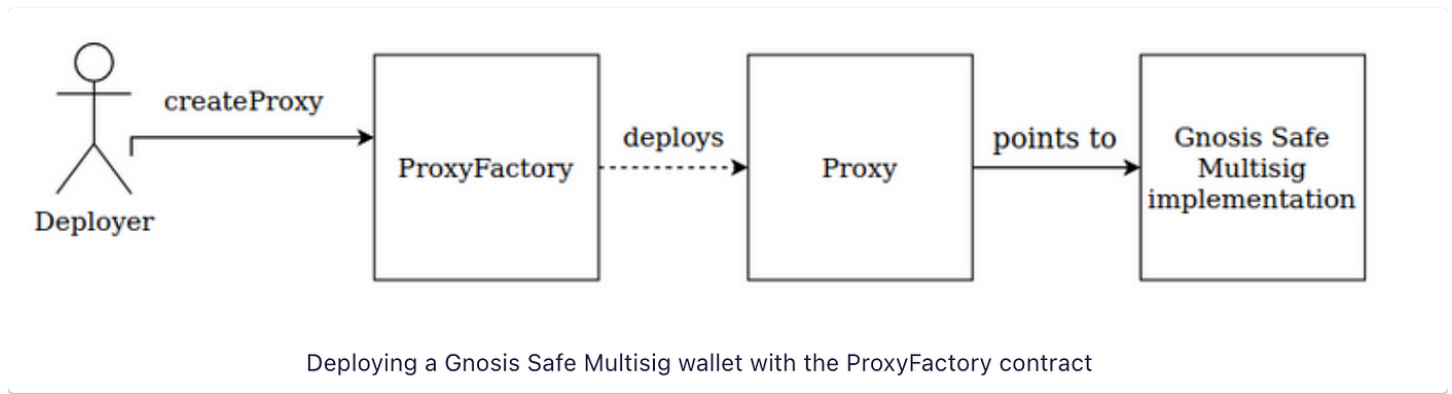 createProxy
Deployer
ProxyFactory
deploys
Proxy
points to
Gnosis Safe
Multisig
implementation
Deploying a Gnosis Safe Multisig wallet with the ProxyFactory contract